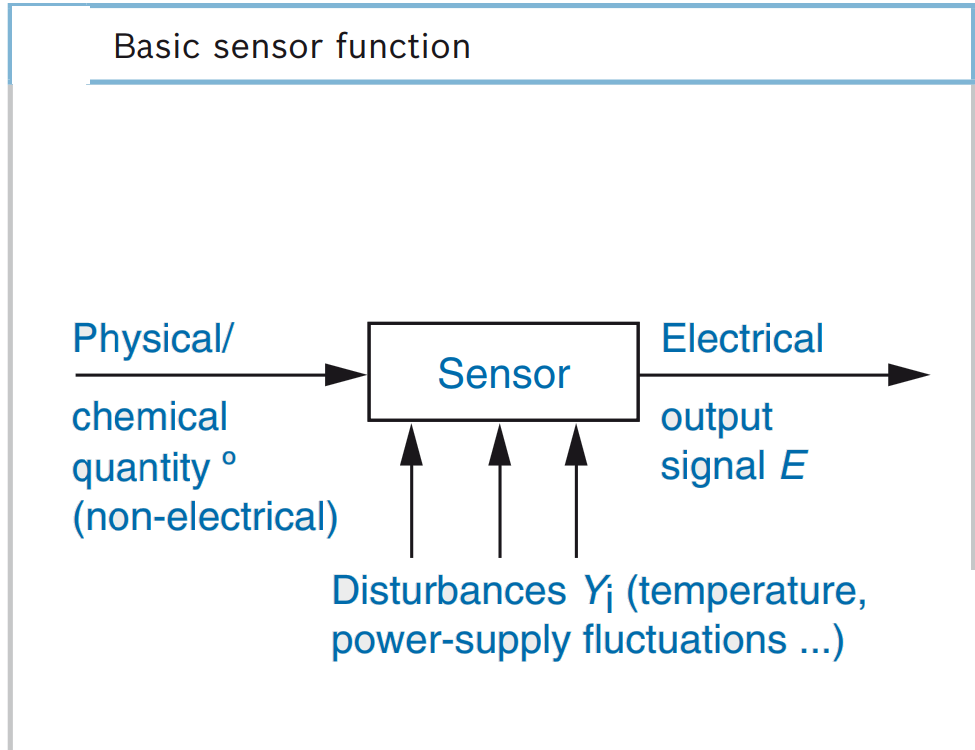 Basic sensor function
Physical/
chemical
quantity º
(non-electrical)
Sensor
Electrical
output
signal E
Disturbances Yi (temperature,
power-supply fluctuations ...)